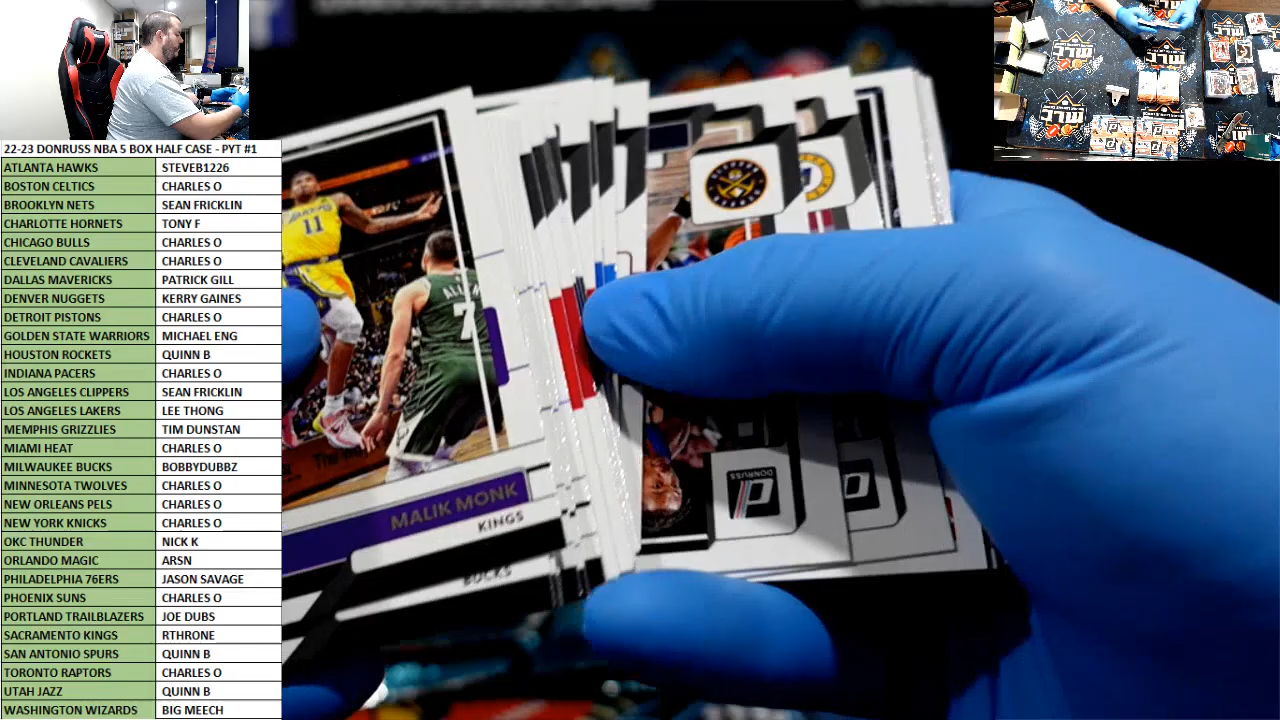 22-23 DONRUSS NBA 5 BOX HALF CASE - PYT #1
ATLANTA HAWKS STEVEB1226
BOSTON CELTICS CHARLES O
BROOKLYN NETS SEAN FRICKLIN
CHARLOTTE HORNETS TONY F
CHICAGO BULLS CHARLES O
CLEVELAND CAVALIERS CHARLES O
DALLAS MAVERICKS PATRICK GILL
DENVER NUGGETS KERRY GAINES
DETROIT PISTONS CHARLES O
GOLDEN STATE WARRIORS MICHAEL ENG
HOUSTON ROCKETS QUINN B
INDIANA PACERS CHARLES O
LOS ANGELES CLIPPERS SEAN FRICKLIN
LOS ANGELES LAKERS LEE THONG
MEMPHIS GRIZZLIES TIM DUNSTAN
MIAMI HEAT CHARLES O
MILWAUKEE BUCKS BOBBYDUBBZ
MINNESOTA TWOLVES CHARLES O
NEW ORLEANS PELS CHARLES O
NEW YORK KNICKS CHARLES O
OKC THUNDER NICK K
ORLANDO MAGIC ARSN
PHILADELPHIA 76ERS JASON SAVAGE
PHOENIX SUNS CHARLES O
PORTLAND TRAILBLAZERS JOE DUBS
SACRAMENTO KINGS RTHRONE
SAN ANTONIO SPURS QUINN B
TORONTO RAPTORS CHARLES O
UTAH JAZZ QUINN B
WASHINGTON WIZARDS BIG MEECH
11
7
MALIK MONK
KINGS
BUCKS
DONRUSS